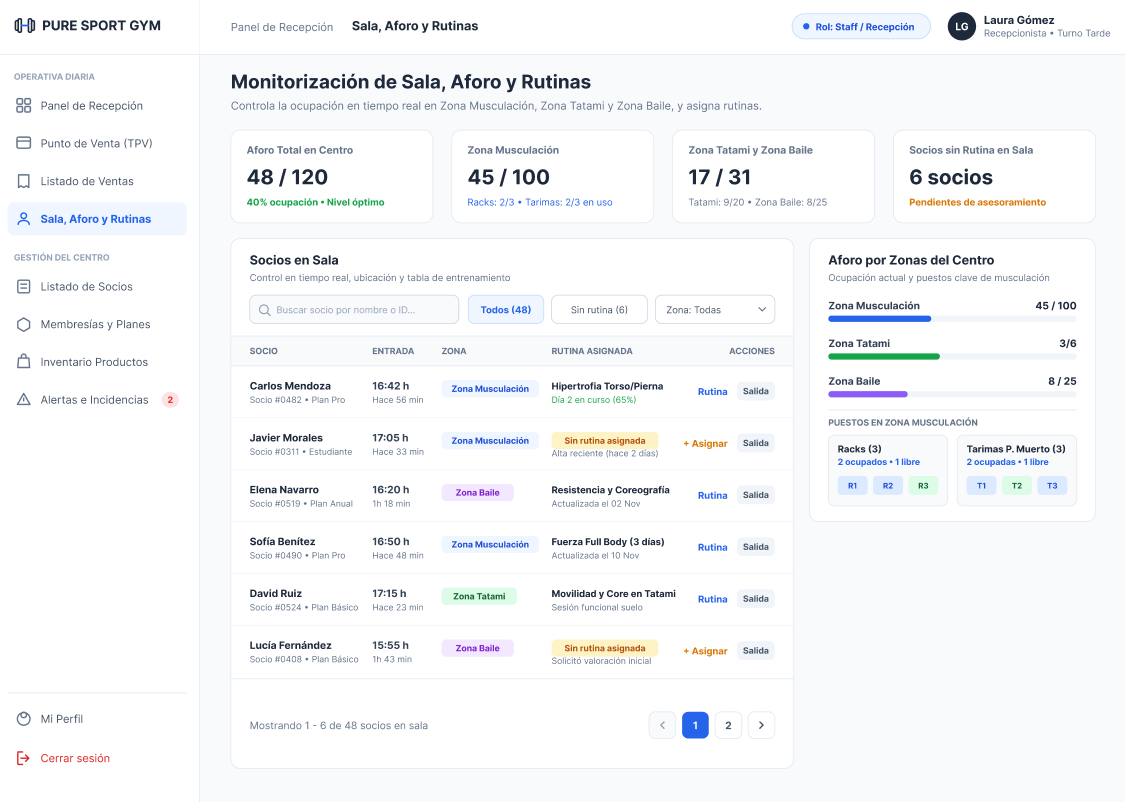 PURE SPORT GYM
Panel de Recepción
Sala, Aforo y Rutinas
Rol: Staff / Recepción
LG
Laura Gómez
Recepcionista • Turno Tarde
OPERATIVA DIARIA
Panel de Recepción
Punto de Venta (TPV)
Listado de Ventas
Sala, Aforo y Rutinas
GESTIÓN DEL CENTRO
Listado de Socios
Membresías y Planes
Inventario Productos
Alertas e Incidencias 2
Mi Perfil
Cerrar sesión
Monitorización de Sala, Aforo y Rutinas
Controla la ocupación en tiempo real en Zona Musculación, Zona Tatami y Zona Baile, y asigna rutinas.
Aforo Total en Centro
48 / 120
40% ocupación • Nivel óptimo
Zona Musculación
45 / 100
Racks: 2/3 • Tarimas: 2/3 en uso
Zona Tatami y Zona Baile
17 / 31
Tatami: 9/20 • Zona Baile: 8/25
Socios sin Rutina en Sala
6 socios
Pendientes de asesoramiento
Socios en Sala
Control en tiempo real, ubicación y tabla de entrenamiento
Buscar socio por nombre o ID...
Todos (48)
Sin rutina (6)
Zona: Todas
SOCIO ENTRADA ZONA RUTINA ASIGNADA ACCIONES
Carlos Mendoza 16:42 h Zona Musculación Hipertrofia Torso/Pierna Rutina Salida
Socio #0482 • Plan Pro Hace 56 min Día 2 en curso (65%)
Javier Morales 17:05 h Zona Musculación Sin rutina asignada + Asignar Salida
Socio #0311 • Estudiante Hace 33 min Alta reciente (hace 2 días)
Elena Navarro 16:20 h Zona Baile Resistencia y Coreografía Rutina Salida
Socio #0519 • Plan Anual 1h 18 min Actualizada el 02 Nov
Sofía Benítez 16:50 h Zona Musculación Fuerza Full Body (3 días) Rutina Salida
Socio #0490 • Plan Pro Hace 48 min Actualizada el 10 Nov
David Ruiz 17:15 h Zona Tatami Movilidad y Core en Tatami Rutina Salida
Socio #0524 • Plan Básico Hace 23 min Sesión funcional suelo
Lucía Fernández 15:55 h Zona Baile Sin rutina asignada + Asignar Salida
Socio #0408 • Plan Básico 1h 43 min Solicitó valoración inicial
Mostrando 1 - 6 de 48 socios en sala
1 2
Aforo por Zonas del Centro
Ocupación actual y puestos clave de musculación
Zona Musculación 45 / 100
Zona Tatami 3/6
Zona Baile 8 / 25
PUESTOS EN ZONA MUSCULACIÓN
Racks (3)
2 ocupados • 1 libre
R1 R2 R3
Tarimas P. Muerto (3)
2 ocupadas • 1 libre
T1 T2 T3